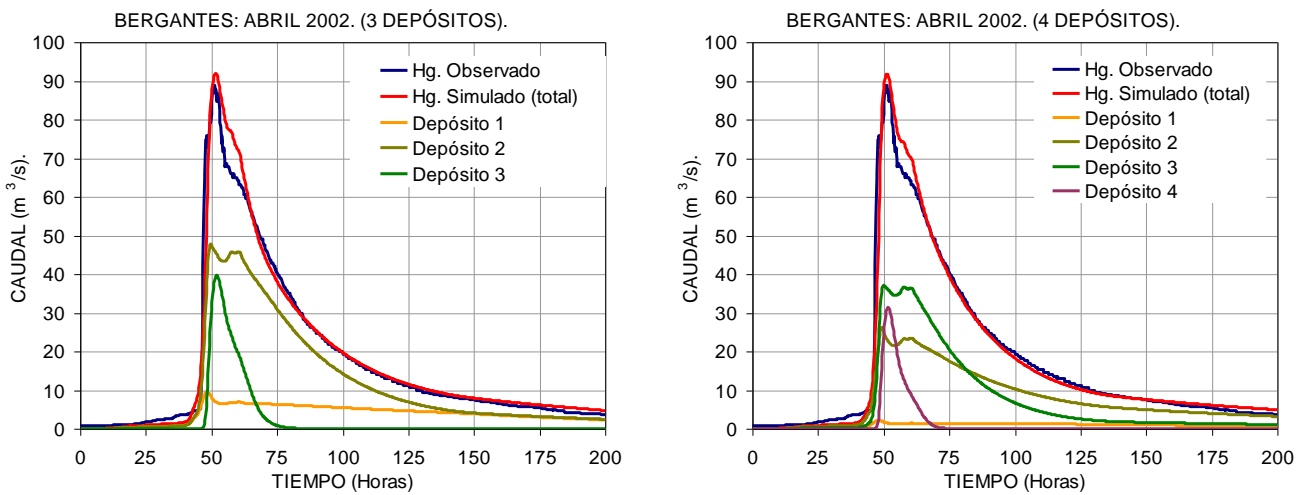 BERGANTES: ABRIL 2002. (3 DEPÓSITOS).
CAUDAL (m³/s).
100
90
80
70
60
50
40
30
20
10
0
Hg. Observado
Hg. Simulado (total)
Depósito 1
Depósito 2
Depósito 3
0 25 50 75 100 125 150 175 200
TIEMPO (Horas)
BERGANTES: ABRIL 2002. (4 DEPÓSITOS).
CAUDAL (m³/s).
100
90
80
70
60
50
40
30
20
10
0
Hg. Observado
Hg. Simulado (total)
Depósito 1
Depósito 2
Depósito 3
Depósito 4
0 25 50 75 100 125 150 175 200
TIEMPO (Horas)